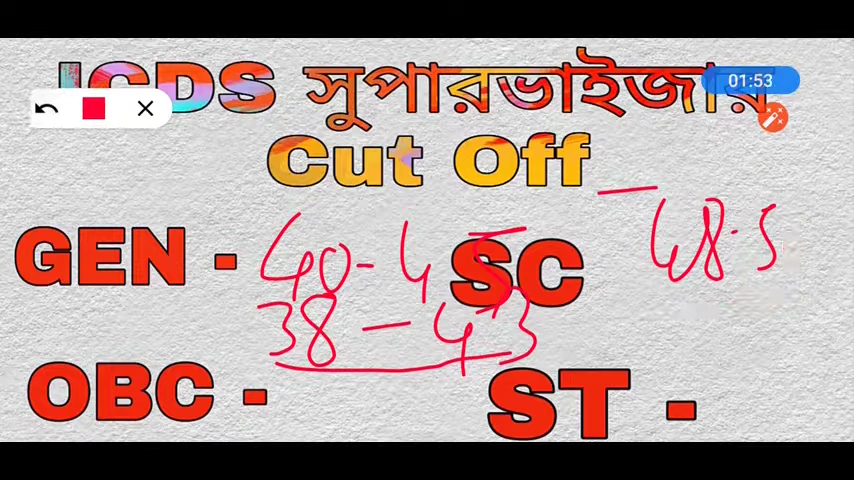 ICDS সুপারভাইজার
01:53
Cut Off
GEN - 40-45 SC 48.5
38-43
OBC - ST -